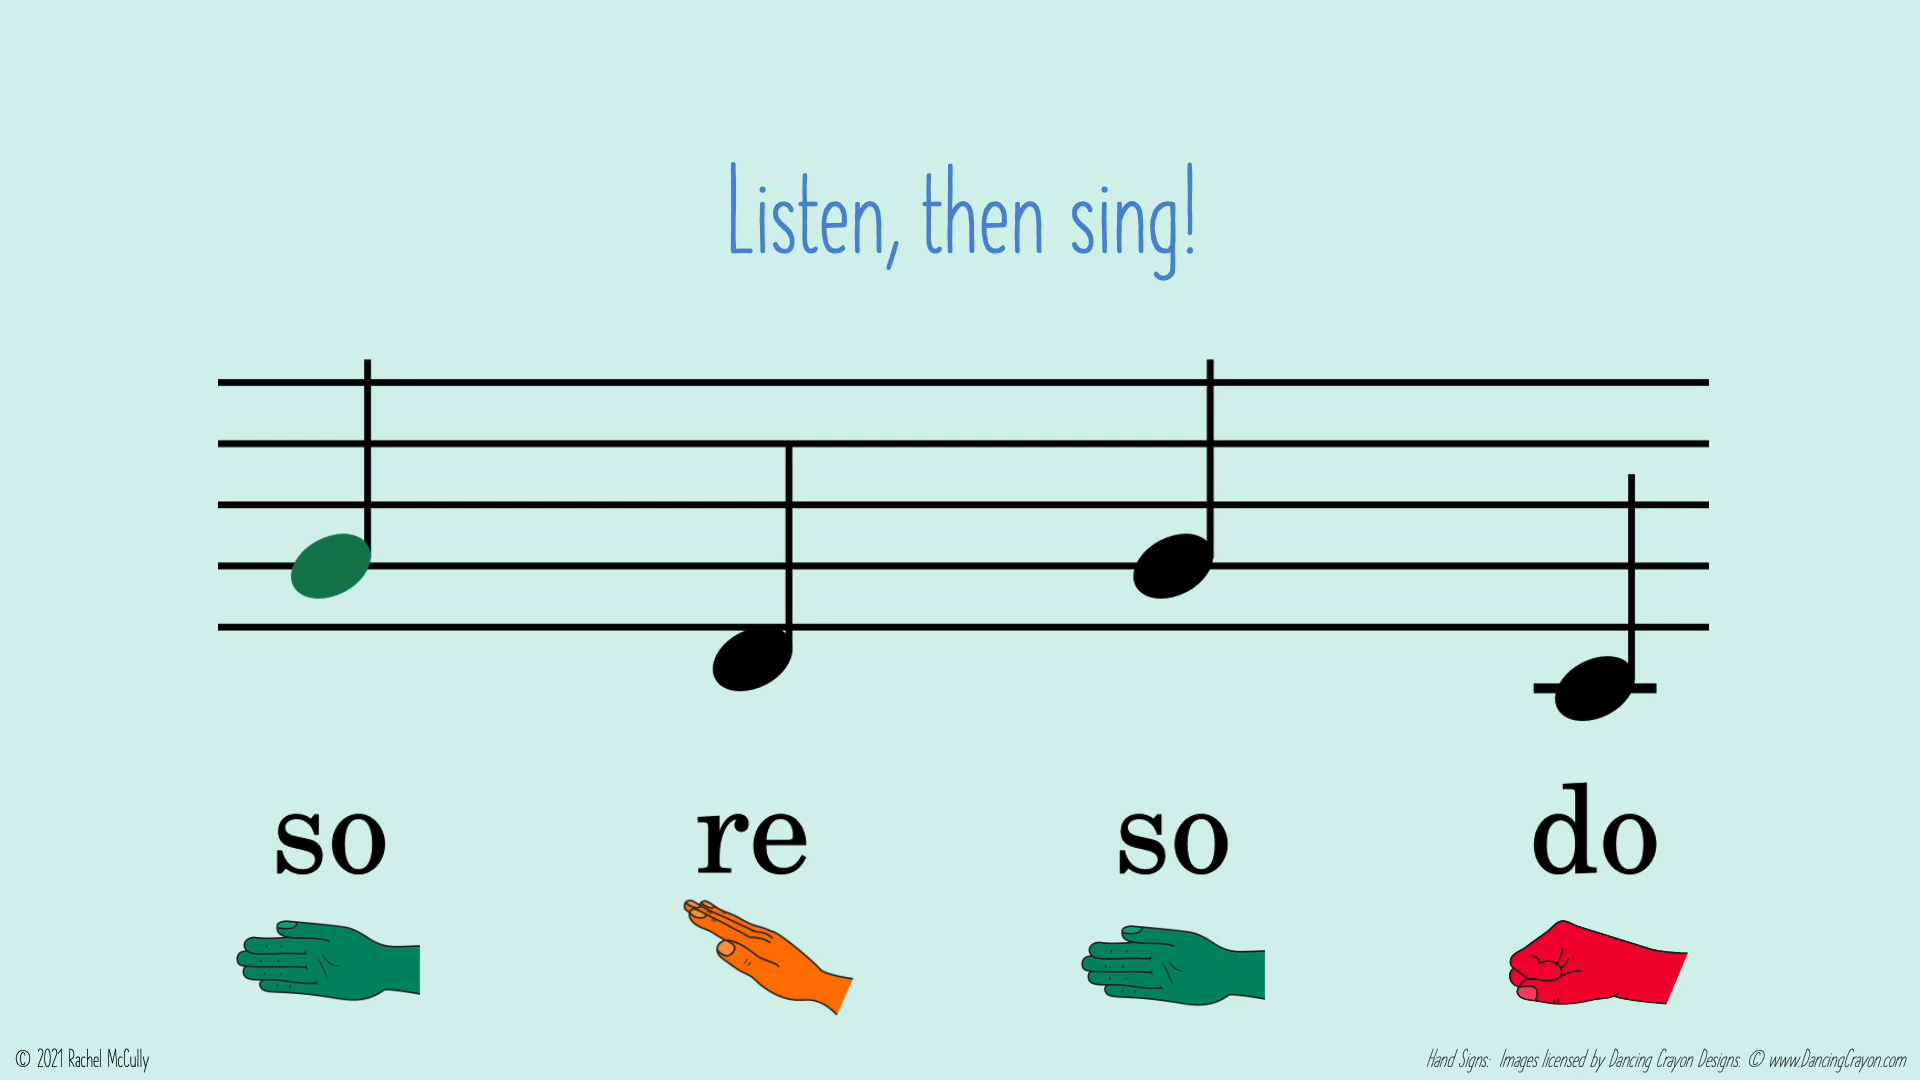 Listen, then sing!
so re so do
© 2021 Rachel McCully
Hand Signs: Images licensed by Dancing Crayon Designs. © www.DancingCrayon.com